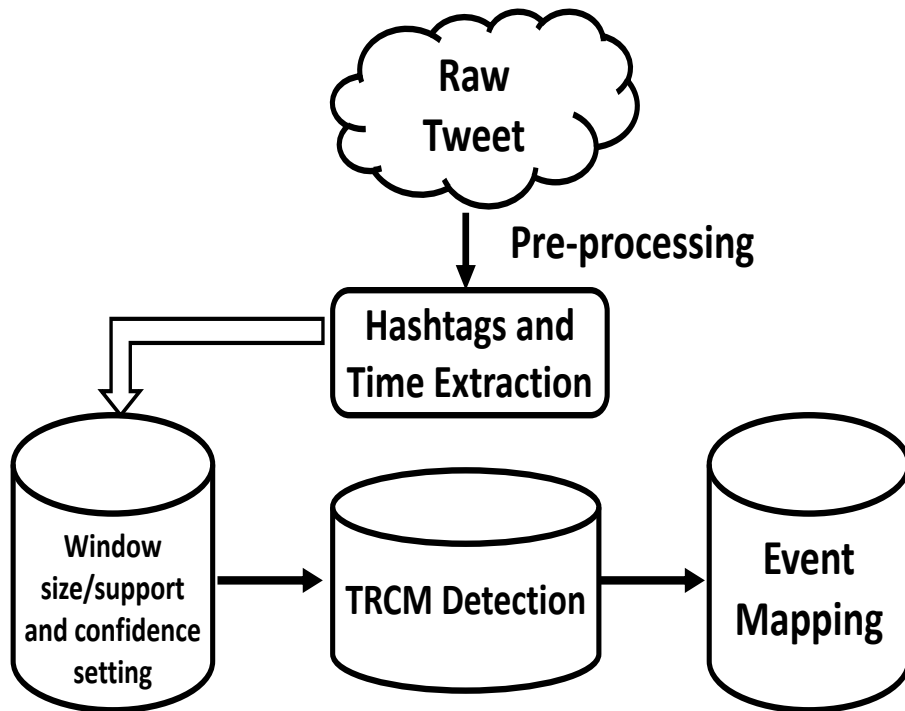 Raw
Tweet
Pre-processing
Hashtags and
Time Extraction
Window
size/support
and confidence
setting
TRCM Detection
Event
Mapping